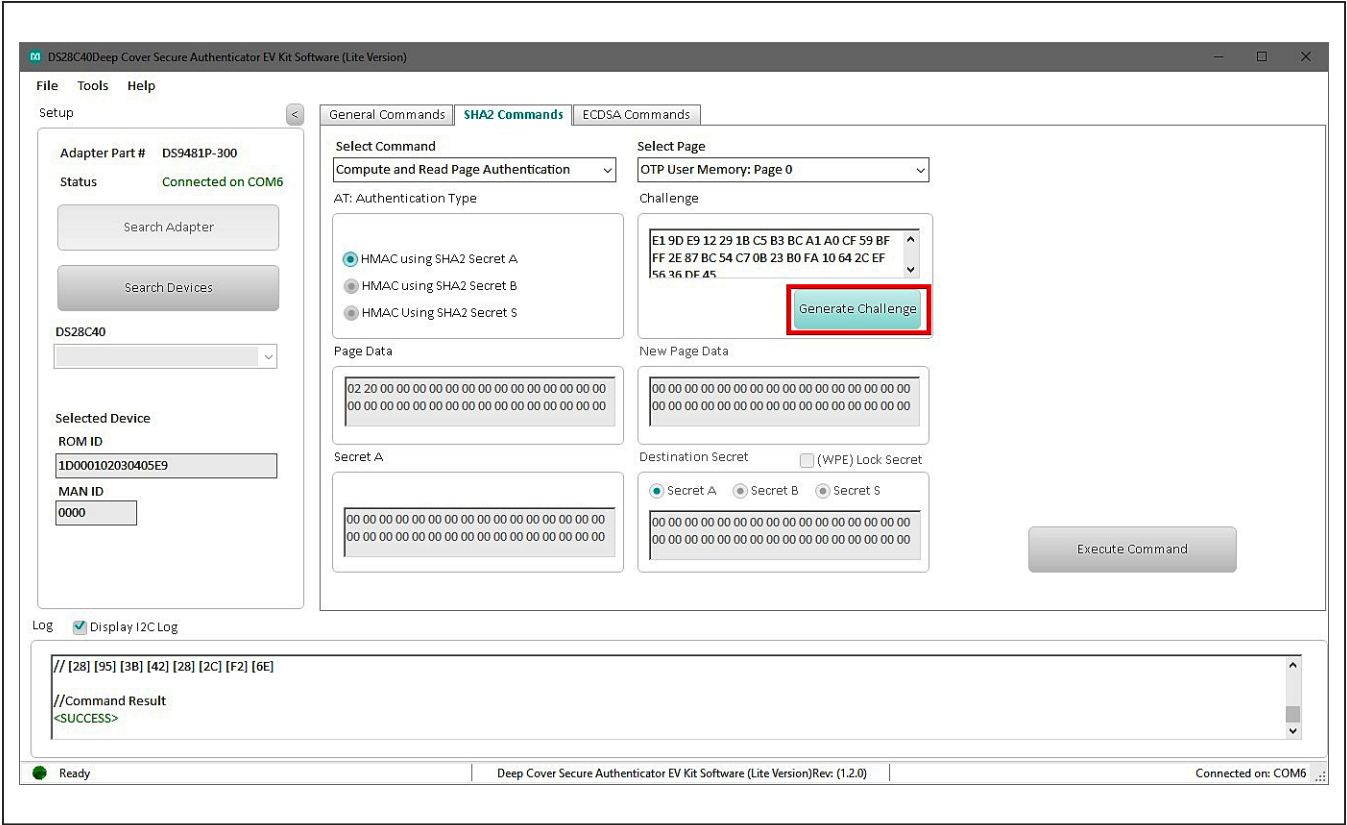 DS28C40Deep Cover Secure Authenticator EV Kit Software (Lite Version)
File Tools Help
Setup
<
Adapter Part # DS9481P-300
Status Connected on COM6
Search Adapter
Search Devices
DS28C40
Selected Device
ROM ID
1D000102030405E9
MAN ID
0000
General Commands SHA2 Commands ECDSA Commands
Select Command
Compute and Read Page Authentication
Select Page
OTP User Memory: Page 0
AT: Authentication Type
HMAC using SHA2 Secret A
HMAC using SHA2 Secret B
HMAC Using SHA2 Secret S
Challenge
E1 9D E9 12 29 1B C5 B3 BC A1 A0 CF 59 BF
FF 2E 87 BC 54 C7 0B 23 B0 FA 10 64 2C EF
56 36 DE 45
Generate Challenge
Page Data
02 20 00 00 00 00 00 00 00 00 00 00 00 00 00 00
00 00 00 00 00 00 00 00 00 00 00 00 00 00 00 00
New Page Data
00 00 00 00 00 00 00 00 00 00 00 00 00 00 00 00
00 00 00 00 00 00 00 00 00 00 00 00 00 00 00 00
Secret A
00 00 00 00 00 00 00 00 00 00 00 00 00 00 00 00
00 00 00 00 00 00 00 00 00 00 00 00 00 00 00 00
Destination Secret (WPE) Lock Secret
Secret A Secret B Secret S
00 00 00 00 00 00 00 00 00 00 00 00 00 00 00 00
00 00 00 00 00 00 00 00 00 00 00 00 00 00 00 00
Execute Command
Log Display I2C Log
// [28] [95] [3B] [42] [28] [2C] [F2] [6E]
//Command Result
<SUCCESS>
Ready
Deep Cover Secure Authenticator EV Kit Software (Lite Version)Rev: (1.2.0)
Connected on: COM6